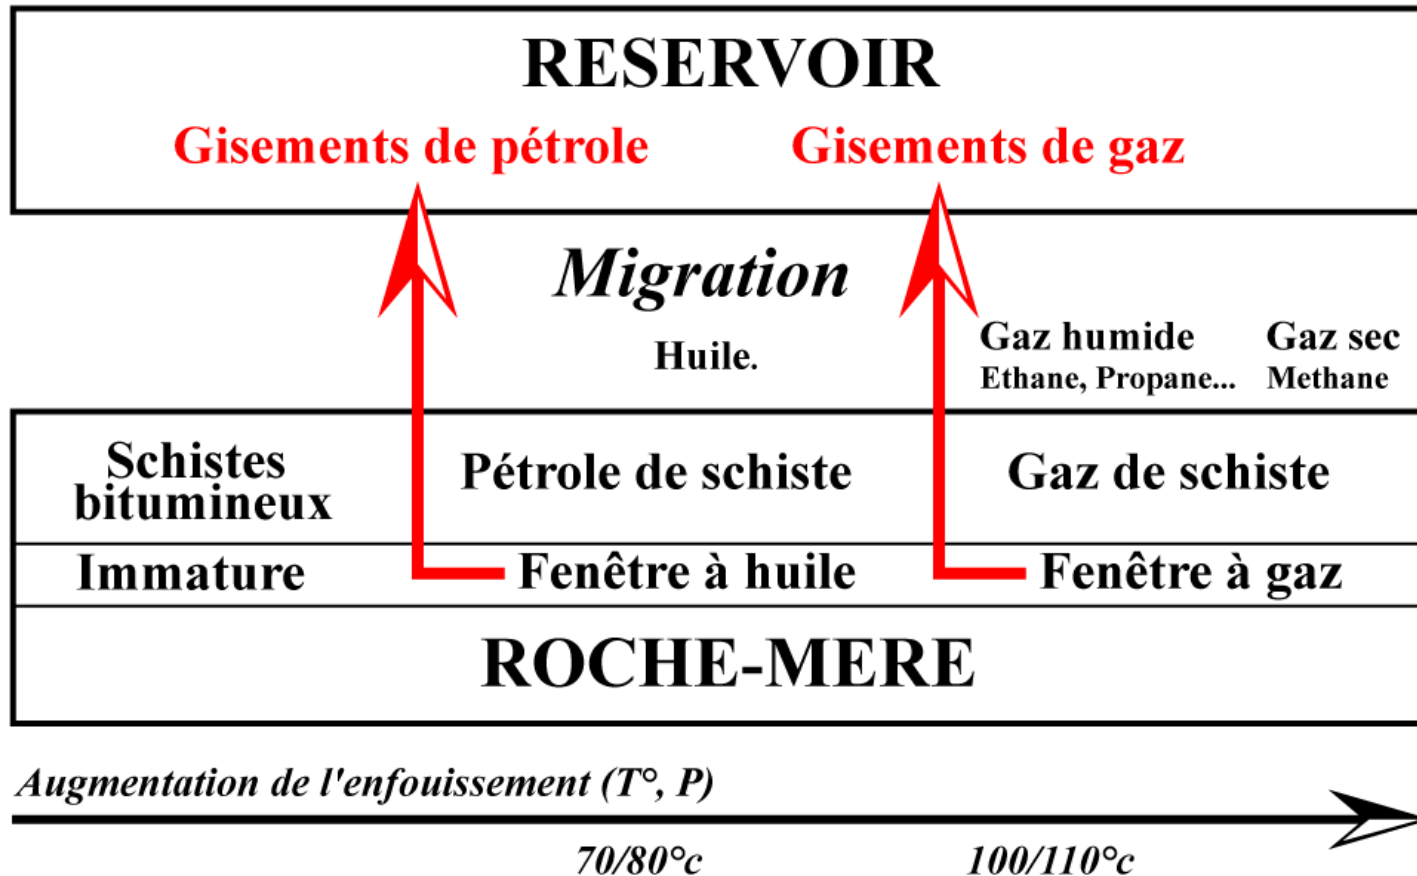 RESERVOIR
Gisements de pétrole
Gisements de gaz
Migration
Huile.
Gaz humide
Ethane, Propane...
Gaz sec
Methane
Schistes
bitumineux
Pétrole de schiste
Gaz de schiste
Immature
Fenêtre à huile
Fenêtre à gaz
ROCHE-MERE
Augmentation de l'enfouissement (T°, P)
70/80°c
100/110°c